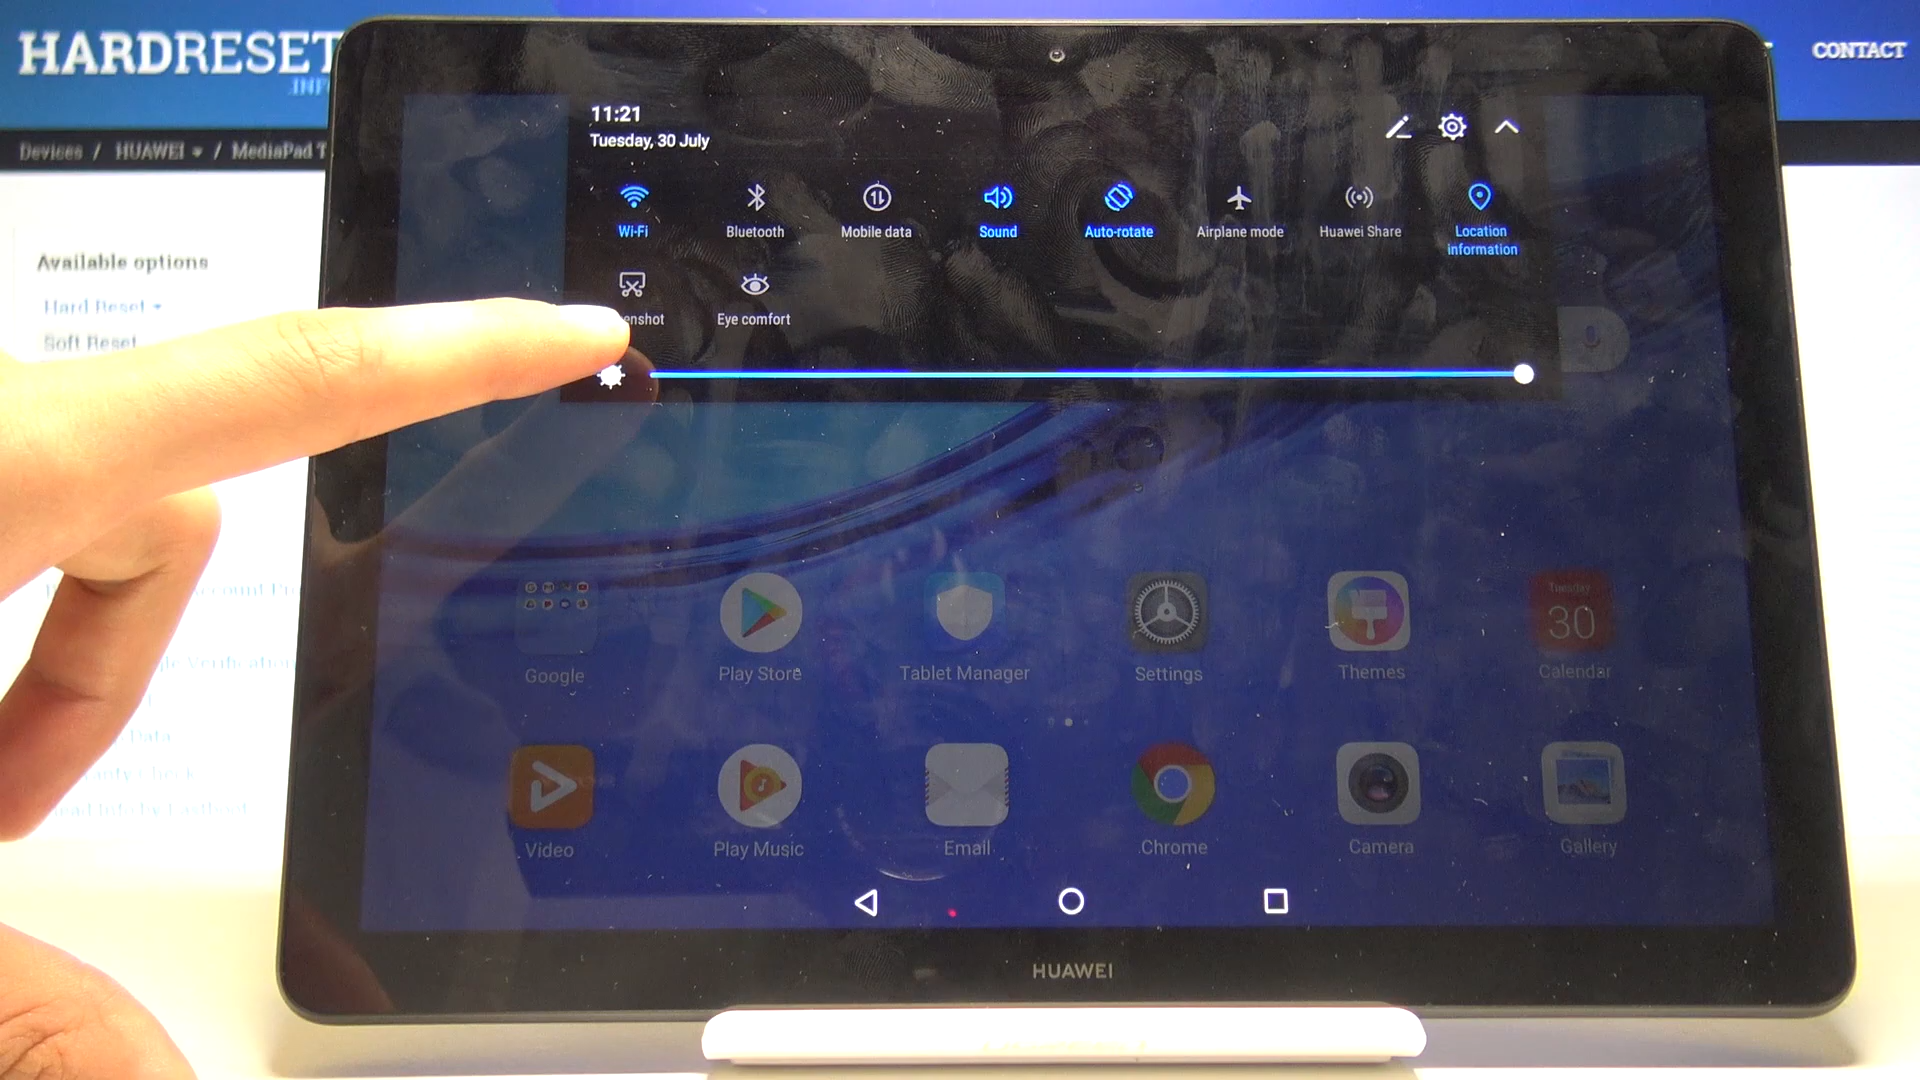 HARDRESET
.INFO
CONTACT
Devices / HUAWEI / MediaPad T
Available options
Hard Reset
Soft Reset
11:21
Tuesday, 30 July
Wi-Fi
Bluetooth
Mobile data
Sound
Auto-rotate
Airplane mode
Huawei Share
Location
information
enshot
Eye comfort
Google
Play Store
Tablet Manager
Settings
Themes
Tuesday
30
Calendar
Video
Play Music
Email
Chrome
Camera
Gallery
HUAWEI